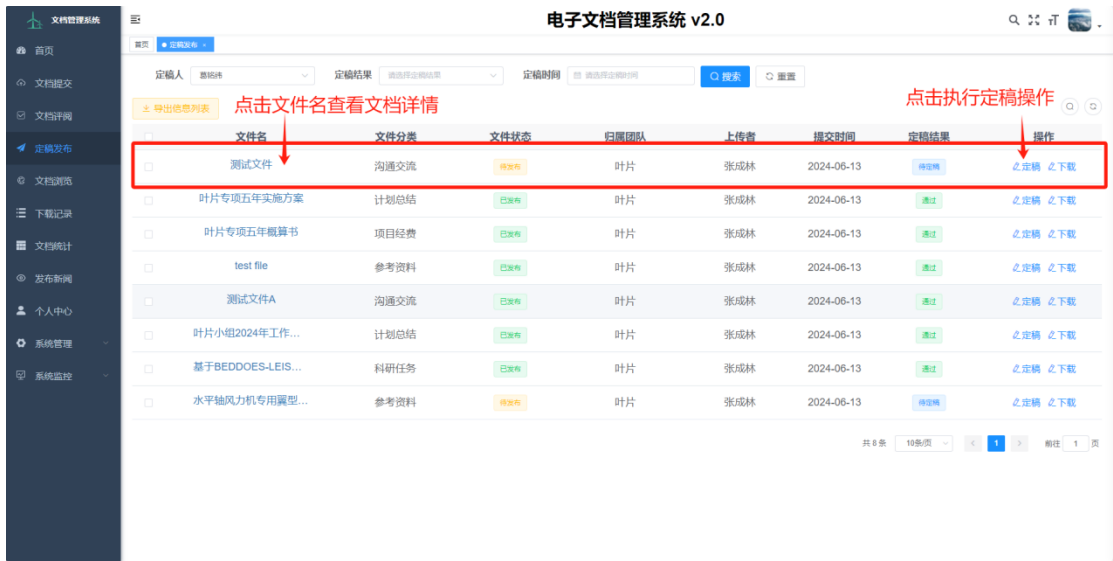 文档管理系统
电子文档管理系统 v2.0
首页
文档提交
文档评阅
定稿发布
文档浏览
下载记录
文档统计
发布新闻
个人中心
系统管理
系统监控
首页 定稿发布 ×
定稿人 葛铭纬 定稿结果 请选择定稿结果 定稿时间 请选择定稿时间 搜索 重置
导出信息列表 点击文件名查看文档详情 点击执行定稿操作
文件名 文件分类 文件状态 归属团队 上传者 提交时间 定稿结果 操作
测试文件 沟通交流 待发布 叶片 张成林 2024-06-13 待定稿 定稿 下载
叶片专项五年实施方案 计划总结 已发布 叶片 张成林 2024-06-13 通过 定稿 下载
叶片专项五年概算书 项目经费 已发布 叶片 张成林 2024-06-13 通过 定稿 下载
test file 参考资料 已发布 叶片 张成林 2024-06-13 通过 定稿 下载
测试文件A 沟通交流 已发布 叶片 张成林 2024-06-13 通过 定稿 下载
叶片小组2024年工作... 计划总结 已发布 叶片 张成林 2024-06-13 通过 定稿 下载
基于BEDDOES-LEIS... 科研任务 已发布 叶片 张成林 2024-06-13 通过 定稿 下载
水平轴风力机专用翼型... 参考资料 待发布 叶片 张成林 2024-06-13 待定稿 定稿 下载
共 8 条 10条/页 1 前往 1 页